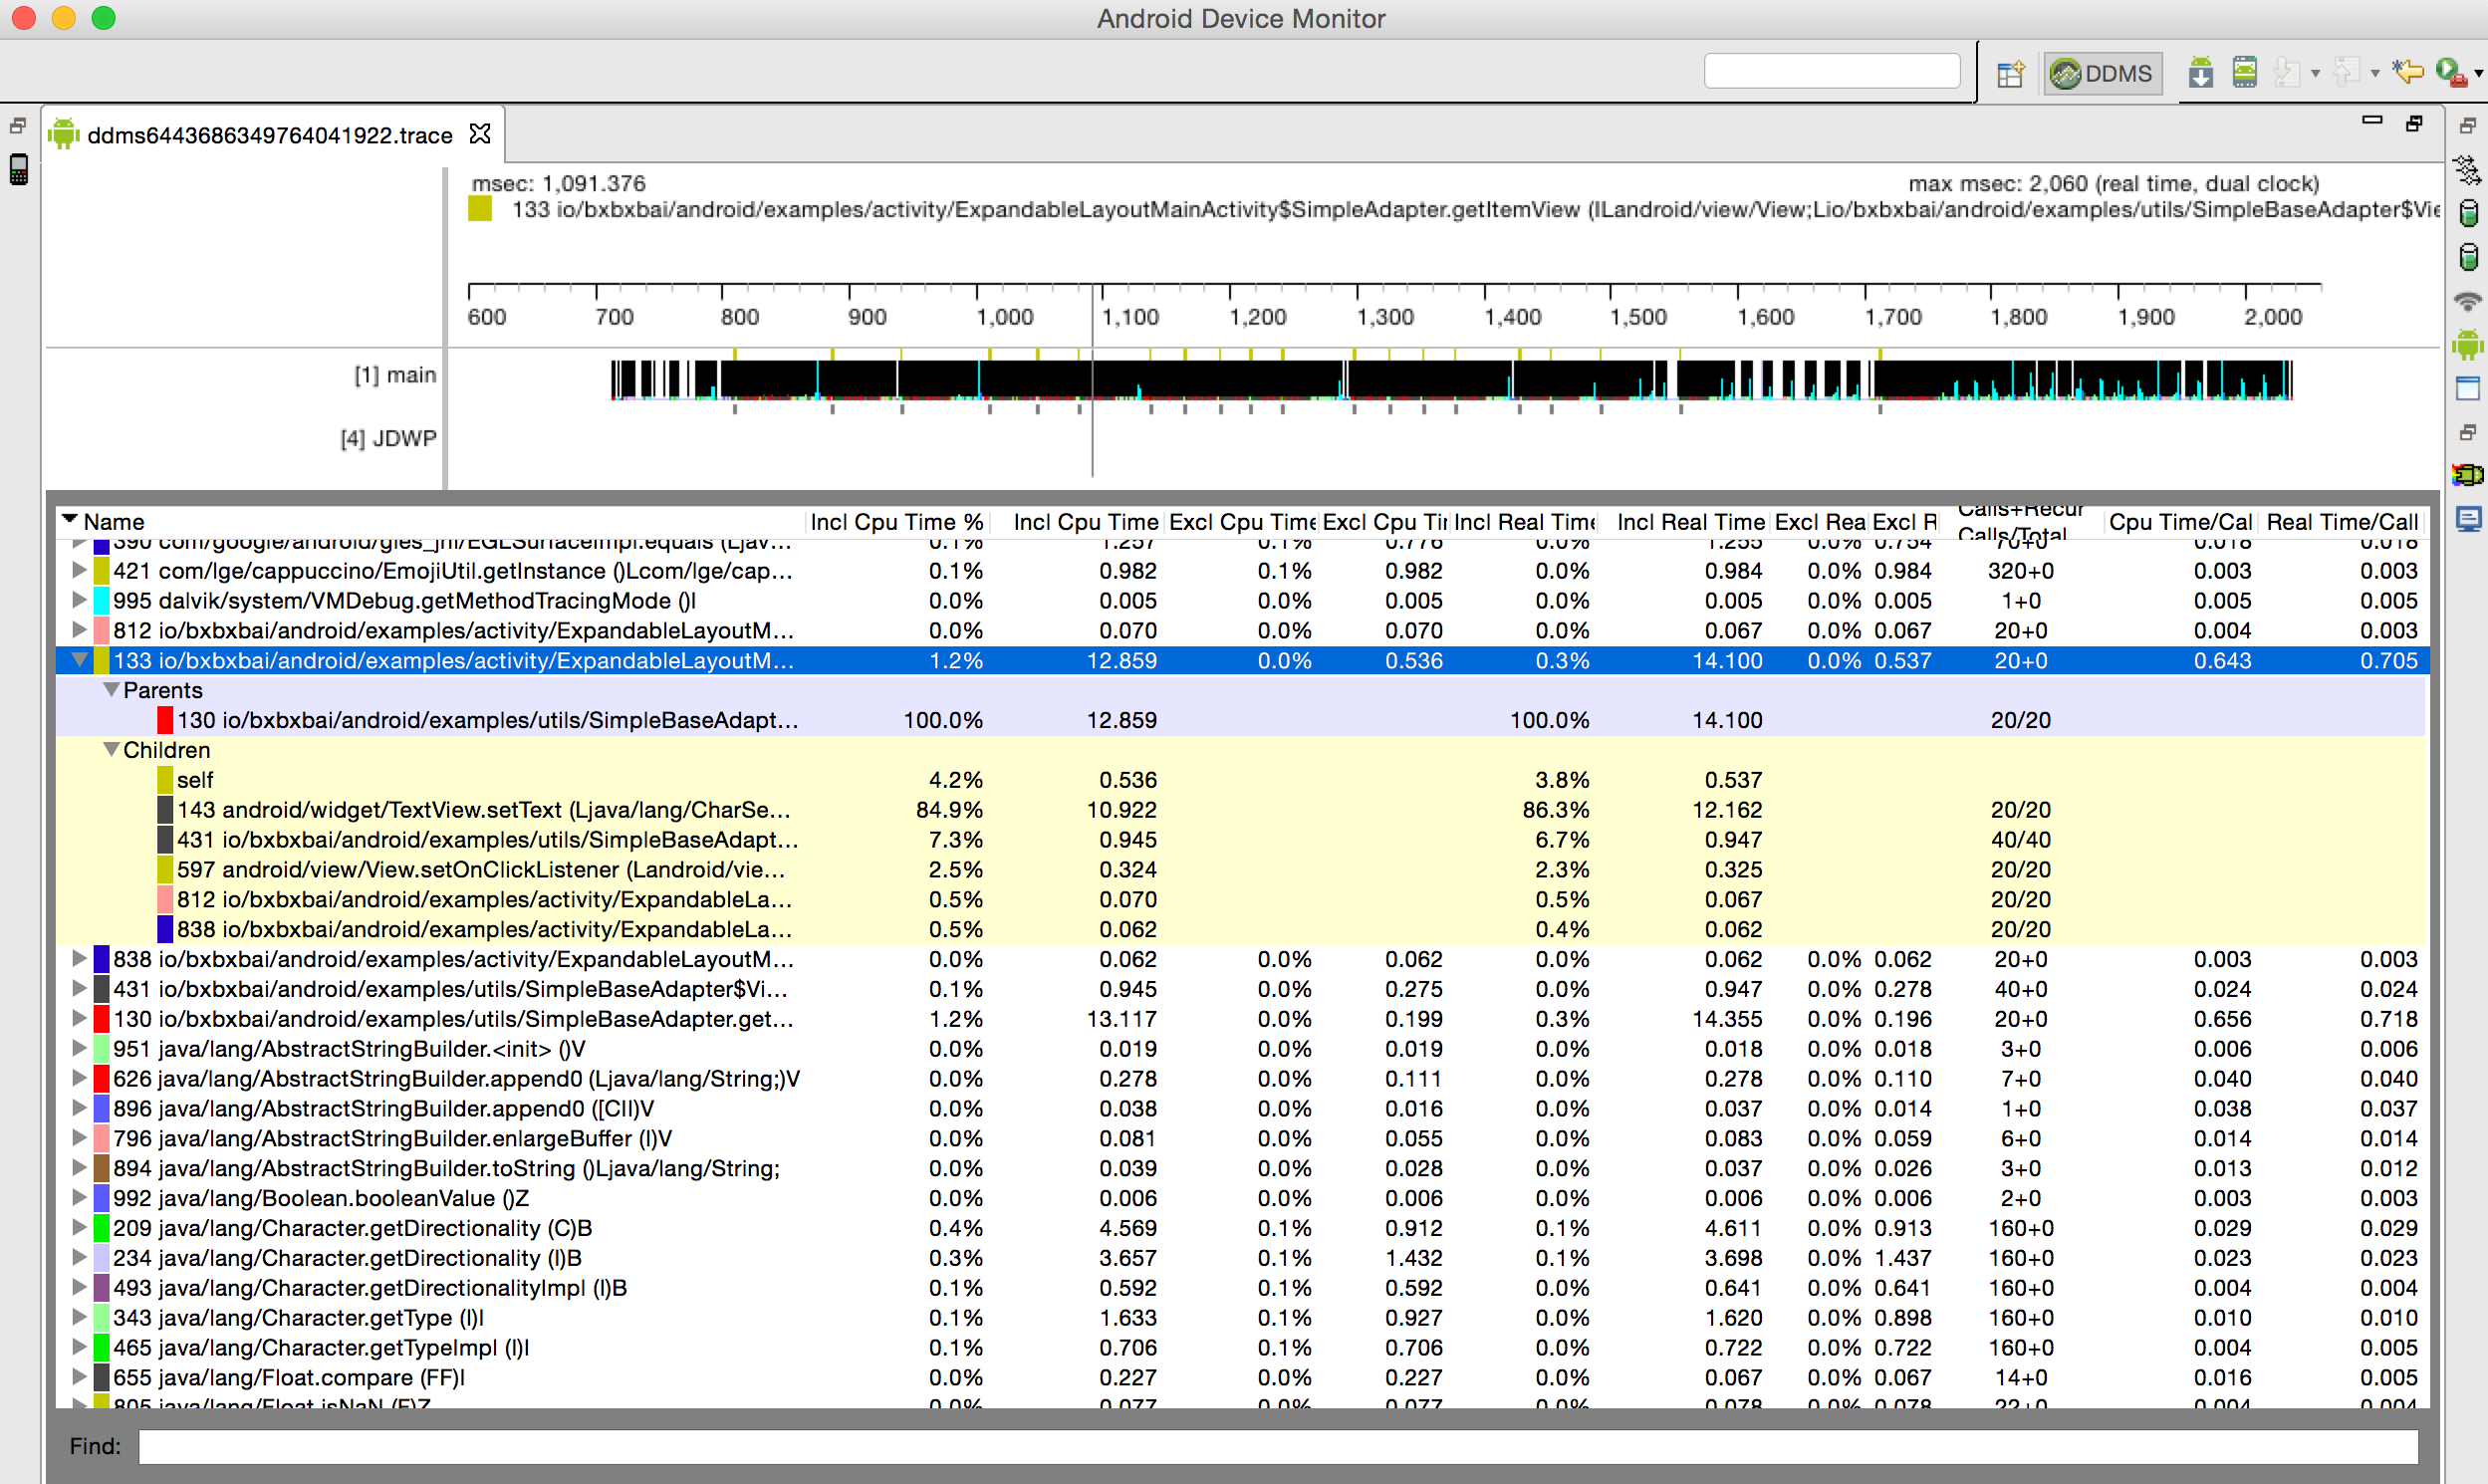 Android Device Monitor
DDMS
ddms6443686349764041922.trace
msec: 1,091.376 max msec: 2,060 (real time, dual clock)
133 io/bxbxbai/android/examples/activity/ExpandableLayoutMainActivity$SimpleAdapter.getItemView (ILandroid/view/View;Lio/bxbxbai/android/examples/utils/SimpleBaseAdapter$Vie
600 700 800 900 1,000 1,100 1,200 1,300 1,400 1,500 1,600 1,700 1,800 1,900 2,000
[1] main
[4] JDWP
Name Incl Cpu Time % Incl Cpu Time Excl Cpu Time Excl Cpu Tir Incl Real Time Incl Real Time Excl Rea Excl R Calls+Recur Calls/Total Cpu Time/Cal Real Time/Call
390 com/google/android/gles_jni/EGLSurfaceImpl.equals (Ljav... 0.1% 1.257 0.1% 0.776 0.0% 1.255 0.0% 0.754 70+0 0.018 0.018
421 com/lge/cappuccino/EmojiUtil.getInstance ()Lcom/lge/cap... 0.1% 0.982 0.1% 0.982 0.0% 0.984 0.0% 0.984 320+0 0.003 0.003
995 dalvik/system/VMDebug.getMethodTracingMode ()I 0.0% 0.005 0.0% 0.005 0.0% 0.005 0.0% 0.005 1+0 0.005 0.005
812 io/bxbxbai/android/examples/activity/ExpandableLayoutM... 0.0% 0.070 0.0% 0.070 0.0% 0.067 0.0% 0.067 20+0 0.004 0.003
133 io/bxbxbai/android/examples/activity/ExpandableLayoutM... 1.2% 12.859 0.0% 0.536 0.3% 14.100 0.0% 0.537 20+0 0.643 0.705
Parents
130 io/bxbxbai/android/examples/utils/SimpleBaseAdapt... 100.0% 12.859 100.0% 14.100 20/20
Children
self 4.2% 0.536 3.8% 0.537
143 android/widget/TextView.setText (Ljava/lang/CharSe... 84.9% 10.922 86.3% 12.162 20/20
431 io/bxbxbai/android/examples/utils/SimpleBaseAdapt... 7.3% 0.945 6.7% 0.947 40/40
597 android/view/View.setOnClickListener (Landroid/vie... 2.5% 0.324 2.3% 0.325 20/20
812 io/bxbxbai/android/examples/activity/ExpandableLa... 0.5% 0.070 0.5% 0.067 20/20
838 io/bxbxbai/android/examples/activity/ExpandableLa... 0.5% 0.062 0.4% 0.062 20/20
838 io/bxbxbai/android/examples/activity/ExpandableLayoutM... 0.0% 0.062 0.0% 0.062 0.0% 0.062 0.0% 0.062 20+0 0.003 0.003
431 io/bxbxbai/android/examples/utils/SimpleBaseAdapter$Vi... 0.1% 0.945 0.0% 0.275 0.0% 0.947 0.0% 0.278 40+0 0.024 0.024
130 io/bxbxbai/android/examples/utils/SimpleBaseAdapter.get... 1.2% 13.117 0.0% 0.199 0.3% 14.355 0.0% 0.196 20+0 0.656 0.718
951 java/lang/AbstractStringBuilder.<init> ()V 0.0% 0.019 0.0% 0.019 0.0% 0.018 0.0% 0.018 3+0 0.006 0.006
626 java/lang/AbstractStringBuilder.append0 (Ljava/lang/String;)V 0.0% 0.278 0.0% 0.111 0.0% 0.278 0.0% 0.110 7+0 0.040 0.040
896 java/lang/AbstractStringBuilder.append0 ([CII)V 0.0% 0.038 0.0% 0.016 0.0% 0.037 0.0% 0.014 1+0 0.038 0.037
796 java/lang/AbstractStringBuilder.enlargeBuffer (I)V 0.0% 0.081 0.0% 0.055 0.0% 0.083 0.0% 0.059 6+0 0.014 0.014
894 java/lang/AbstractStringBuilder.toString ()Ljava/lang/String; 0.0% 0.039 0.0% 0.028 0.0% 0.037 0.0% 0.026 3+0 0.013 0.012
992 java/lang/Boolean.booleanValue ()Z 0.0% 0.006 0.0% 0.006 0.0% 0.006 0.0% 0.006 2+0 0.003 0.003
209 java/lang/Character.getDirectionality (C)B 0.4% 4.569 0.1% 0.912 0.1% 4.611 0.0% 0.913 160+0 0.029 0.029
234 java/lang/Character.getDirectionality (I)B 0.3% 3.657 0.1% 1.432 0.1% 3.698 0.0% 1.437 160+0 0.023 0.023
493 java/lang/Character.getDirectionalityImpl (I)B 0.1% 0.592 0.1% 0.592 0.0% 0.641 0.0% 0.641 160+0 0.004 0.004
343 java/lang/Character.getType (I)I 0.1% 1.633 0.1% 0.927 0.0% 1.620 0.0% 0.898 160+0 0.010 0.010
465 java/lang/Character.getTypeImpl (I)I 0.1% 0.706 0.1% 0.706 0.0% 0.722 0.0% 0.722 160+0 0.004 0.005
655 java/lang/Float.compare (FF)I 0.0% 0.227 0.0% 0.227 0.0% 0.067 0.0% 0.067 14+0 0.016 0.005
805 java/lang/Float.isNaN (F)Z 0.0% 0.077 0.0% 0.077 0.0% 0.078 0.0% 0.078 22+0 0.004 0.004
Find: